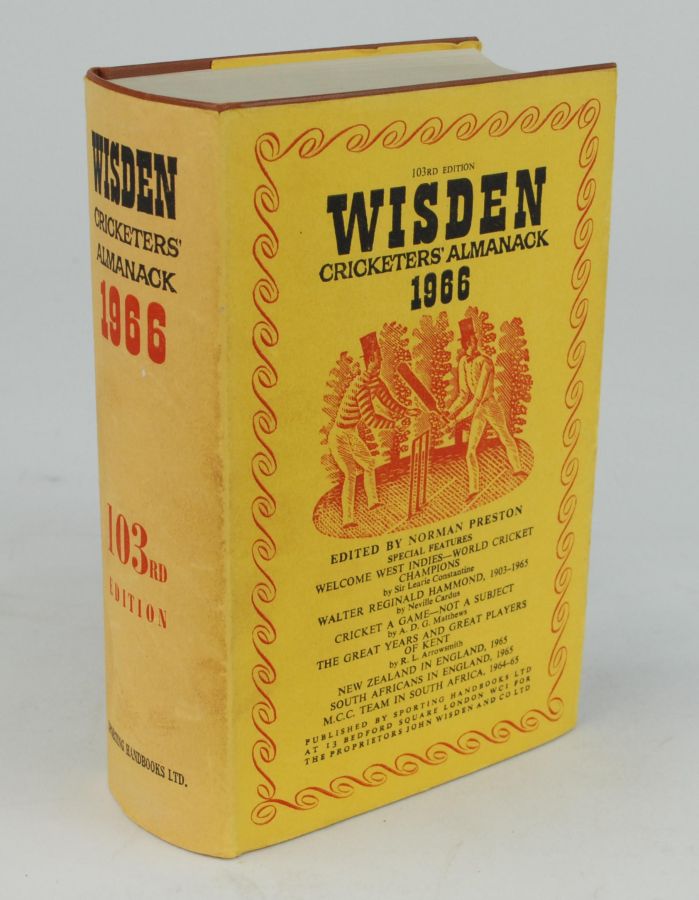 WISDEN
CRICKETERS'
ALMANACK
1966
103RD
EDITION
SPORTING HANDBOOKS LTD.
103RD EDITION
WISDEN
CRICKETERS' ALMANACK
1966
EDITED BY NORMAN PRESTON
SPECIAL FEATURES
WELCOME WEST INDIES—WORLD CRICKET
CHAMPIONS
by Sir Learie Constantine
WALTER REGINALD HAMMOND, 1903-1965
by Neville Cardus
CRICKET A GAME—NOT A SUBJECT
by A. D. G. Matthews
THE GREAT YEARS AND GREAT PLAYERS
OF KENT
by R. L. Arrowsmith
NEW ZEALAND IN ENGLAND, 1965
SOUTH AFRICANS IN ENGLAND, 1965
M.C.C. TEAM IN SOUTH AFRICA, 1964-65
PUBLISHED BY SPORTING HANDBOOKS LTD
AT 13 BEDFORD SQUARE LONDON WC1 FOR
THE PROPRIETORS JOHN WISDEN AND CO LTD